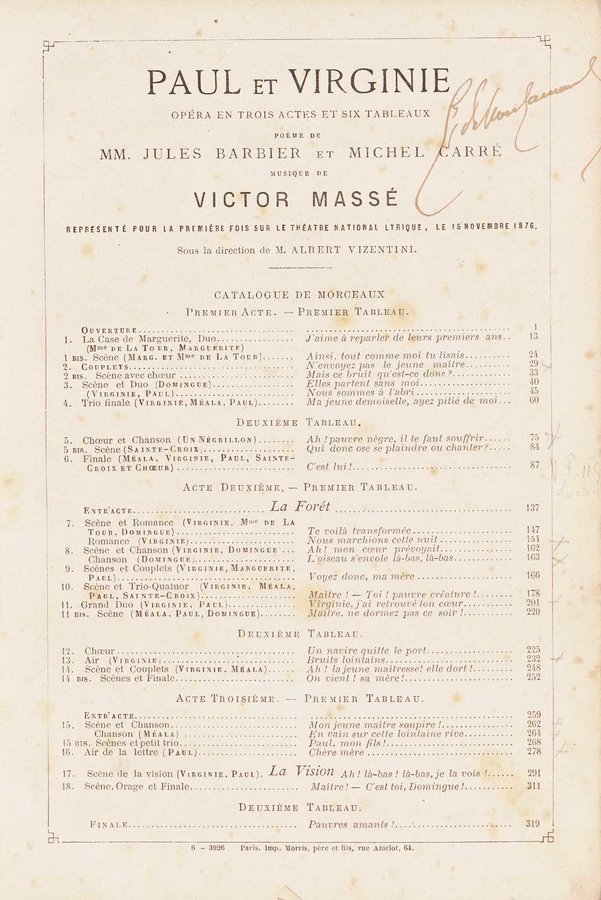 PAUL ET VIRGINIE
OPÉRA EN TROIS ACTES ET SIX TABLEAUX
POÈME DE
MM. JULES BARBIER ET MICHEL CARRÉ
MUSIQUE DE
VICTOR MASSÉ
REPRÉSENTÉ POUR LA PREMIÈRE FOIS SUR LE THÉATRE NATIONAL LYRIQUE, LE 15 NOVEMBRE 1876.
Sous la direction de M. ALBERT VIZENTINI.
CATALOGUE DE MORCEAUX
PREMIER ACTE. — PREMIER TABLEAU.
OUVERTURE 1
1. La Case de Marguerite, Duo J'aime à reparler de leurs premiers ans 13
(Mme DE LA TOUR, MARGUERITE)
1 BIS. Scène (MARG. ET Mme DE LA TOUR) Ainsi, tout comme moi tu lisais 24
2. COUPLETS N'envoyez pas le jeune maître 29
2 BIS. Scène avec chœur Mais ce bruit qu'est-ce donc? 33
3. Scène et Duo (DOMINGUE) Elles partent sans moi 40
(VIRGINIE, PAUL) Nous sommes à l'abri 45
4. Trio finale (VIRGINIE, MÉALA, PAUL) Ma jeune demoiselle, ayez pitié de moi 60
DEUXIÈME TABLEAU.
5. Chœur et Chanson (UN NÉGRILLON) Ah! pauvre nègre, il te faut souffrir 75
5 BIS. Scène (SAINTE-CROIX) Qui donc ose se plaindre ou chanter? 84
6. Finale (MÉALA, VIRGINIE, PAUL, SAINTE-
CROIX ET CHŒUR) C'est lui! 87
ACTE DEUXIÈME, — PREMIER TABLEAU.
ENTR'ACTE La Forêt 137
7. Scène et Romance (VIRGINIE, Mme DE LA
TOUR, DOMINGUE) Te voilà transformée 147
Romance (VIRGINIE) Nous marchions cette nuit 154
8. Scène et Chanson (VIRGINIE, DOMINGUE) Ah! mon cœur prévoyait 162
Chanson (DOMINGUE) L'oiseau s'envole là-bas, là-bas 163
9. Scènes et Couplets (VIRGINIE, MARGUERITE,
PAUL) Voyez donc, ma mère 166
10. Scène et Trio-Quatuor (VIRGINIE, MÉALA,
PAUL, SAINTE-CROIX) Maître! — Toi! pauvre créature! 178
11. Grand Duo (VIRGINIE, PAUL) Virginie, j'ai retrouvé ton cœur 201
11 BIS. Scène (MÉALA, PAUL, DOMINGUE) Maître, ne dormez pas ce soir! 220
DEUXIÈME TABLEAU.
12. Chœur Un navire quitte le port 225
13. Air (VIRGINIE) Bruits lointains 232
14. Scène et Couplets (VIRGINIE, MÉALA) Ah! la jeune maîtresse! elle dort! 248
14 BIS. Scènes et Finale On vient! sa mère! 252
ACTE TROISIÈME. — PREMIER TABLEAU.
ENTR'ACTE 259
15. Scène et Chanson Mon jeune maître soupire! 262
Chanson (MÉALA) En vain sur cette lointaine rive 264
15 BIS. Scènes et petit trio Paul, mon fils! 268
16. Air de la lettre (PAUL) Chère mère 278
17. Scène de la vision (VIRGINIE, PAUL). La Vision Ah! là-bas! là-bas, je la vois! 291
18. Scène, Orage et Finale Maître! — C'est toi, Domingue! 311
DEUXIÈME TABLEAU.
FINALE Pauvres amants! 319
6 — 3926 Paris. Imp. Morris, père et fils, rue Amelot, 64.